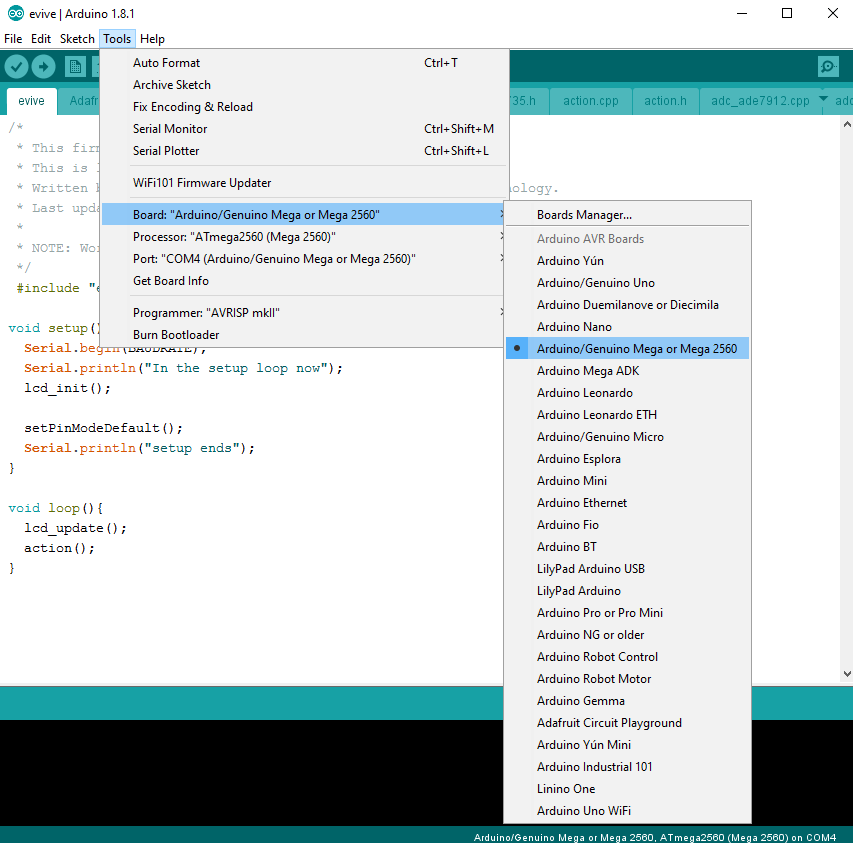 evive | Arduino 1.8.1
File Edit Sketch Tools Help
Auto Format Ctrl+T
Archive Sketch
Fix Encoding & Reload
Serial Monitor Ctrl+Shift+M
Serial Plotter Ctrl+Shift+L
WiFi101 Firmware Updater
Board: "Arduino/Genuino Mega or Mega 2560"
Processor: "ATmega2560 (Mega 2560)"
Port: "COM4 (Arduino/Genuino Mega or Mega 2560)"
Get Board Info
Programmer: "AVRISP mkII"
Burn Bootloader
evive Adafr 735.h action.cpp action.h adc_ade7912.cpp adc
/*
* This firm
* This is
* Written nology.
* Last upda
*
* NOTE: Wo
*/
#include "e
void setup()
Serial.begin(BAUDRATE);
Serial.println("In the setup loop now");
lcd_init();
setPinModeDefault();
Serial.println("setup ends");
}
void loop(){
lcd_update();
action();
}
Boards Manager...
Arduino AVR Boards
Arduino Yún
Arduino/Genuino Uno
Arduino Duemilanove or Diecimila
Arduino Nano
Arduino/Genuino Mega or Mega 2560
Arduino Mega ADK
Arduino Leonardo
Arduino Leonardo ETH
Arduino/Genuino Micro
Arduino Esplora
Arduino Mini
Arduino Ethernet
Arduino Fio
Arduino BT
LilyPad Arduino USB
LilyPad Arduino
Arduino Pro or Pro Mini
Arduino NG or older
Arduino Robot Control
Arduino Robot Motor
Arduino Gemma
Adafruit Circuit Playground
Arduino Yún Mini
Arduino Industrial 101
Linino One
Arduino Uno WiFi
Arduino/Genuino Mega or Mega 2560, ATmega2560 (Mega 2560) on COM4